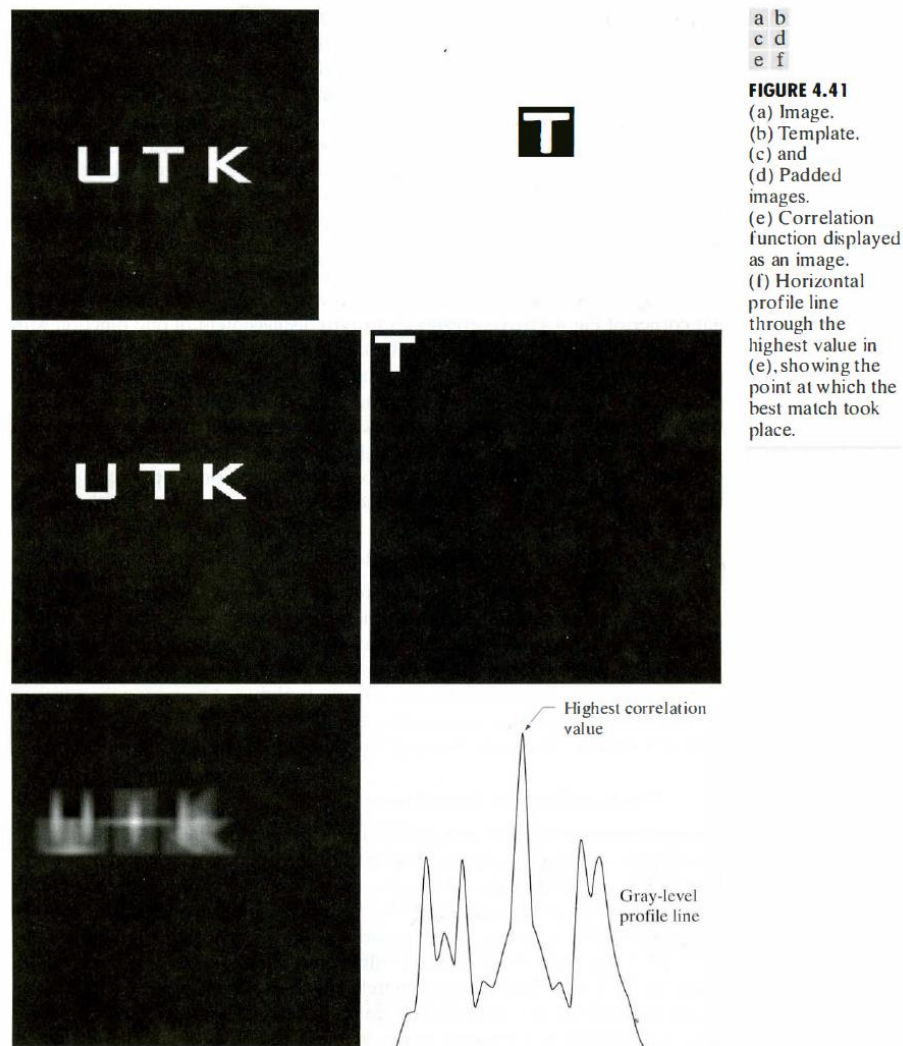 UTK
T
a b
c d
e f
FIGURE 4.41
(a) Image.
(b) Template.
(c) and
(d) Padded
images.
(e) Correlation
function displayed
as an image.
(f) Horizontal
profile line
through the
highest value in
(e), showing the
point at which the
best match took
place.
UTK
T
UTK
Highest correlation
value
Gray-level
profile line